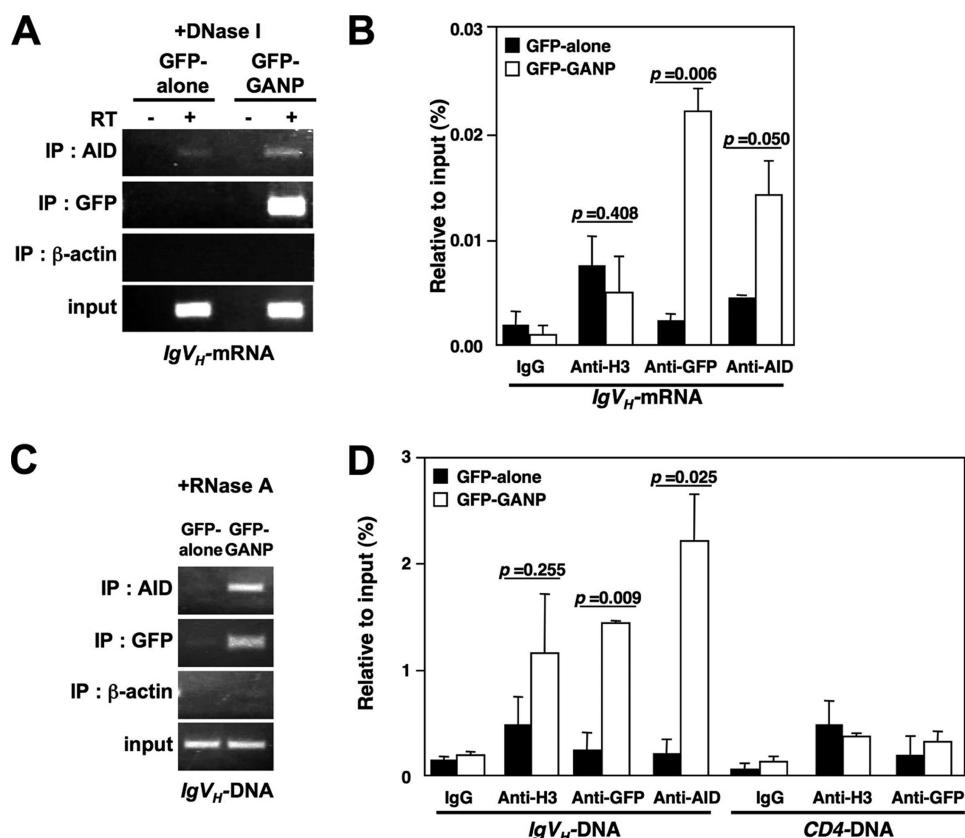 A
+DNase I
GFP-alone GFP-GANP
RT - + - +
IP : AID
IP : GFP
IP : β-actin
input
IgVH-mRNA
B
GFP-alone
GFP-GANP
Relative to input (%)
0.03
0.02
0.01
0.00
p=0.408
p=0.006
p=0.050
IgG Anti-H3 Anti-GFP Anti-AID
IgVH-mRNA
C
+RNase A
GFP-alone GFP-GANP
IP : AID
IP : GFP
IP : β-actin
input
IgVH-DNA
D
GFP-alone
GFP-GANP
Relative to input (%)
3
2
1
0
p=0.255
p=0.009
p=0.025
IgG Anti-H3 Anti-GFP Anti-AID IgG Anti-H3 Anti-GFP
IgVH-DNA CD4-DNA